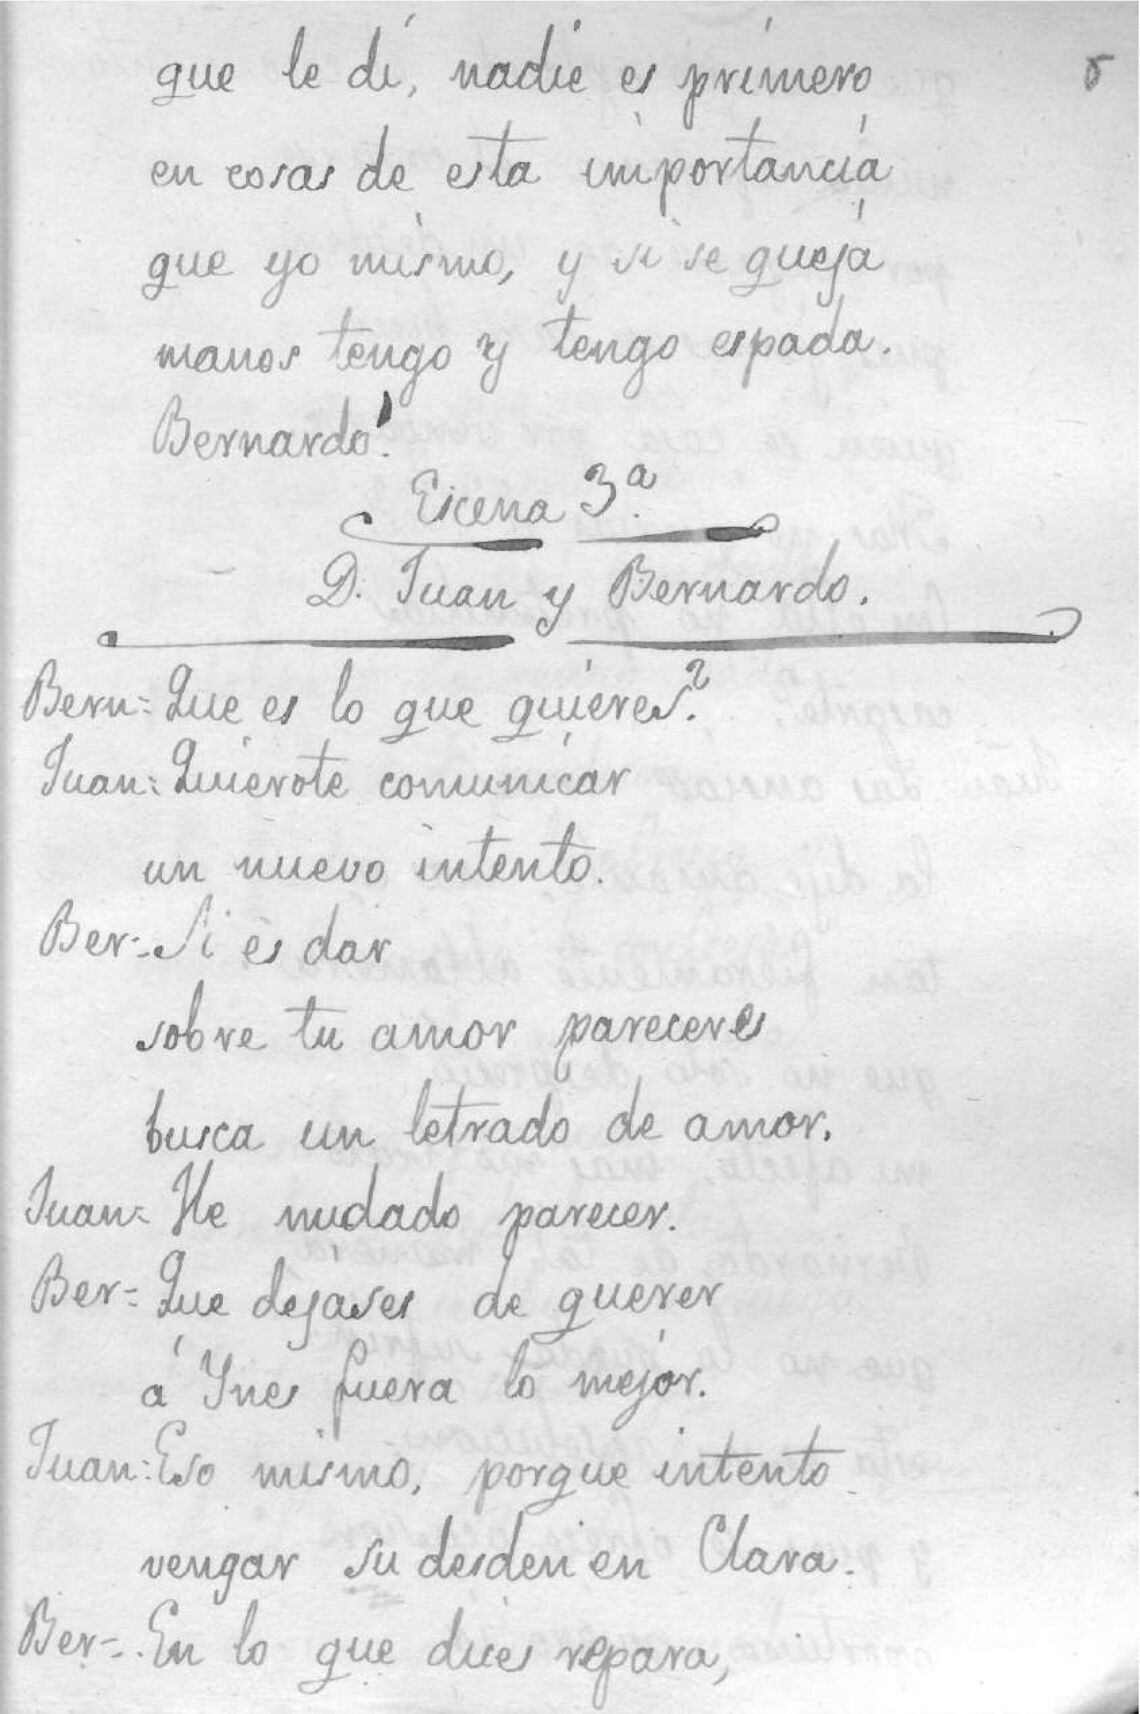 que le dí, nadie es primero
en cosas de esta importancia
que yo mismo, y si se queja
manos tengo y tengo espada.
Bernardo!
Escena 3ª
D. Juan y Bernardo.
Bern= Que es lo que quieres?
Juan= Quierote comunicar
un nuevo intento.
Ber= Si es dar
sobre tu amor pareceres
busca un letrado de amor.
Juan= He mudado parecer.
Ber= Que dejases de querer
á Ynes fuera lo mejor.
Juan= Eso mismo, porque intento
vengar su desden en Clara.
Ber= En lo que dices repara,